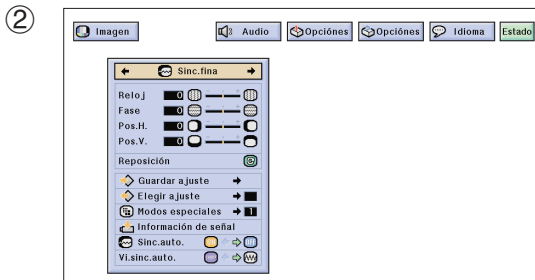 ②
Imagen Audio Opciónes Opciónes Idioma Estado
Sinc.fina
Reloj 0
Fase 0
Pos.H. 0
Pos.V. 0
Reposición
Guardar ajuste
Elegir ajuste
Modos especiales 1
Información de señal
Sinc.auto.
Vi.sinc.auto.